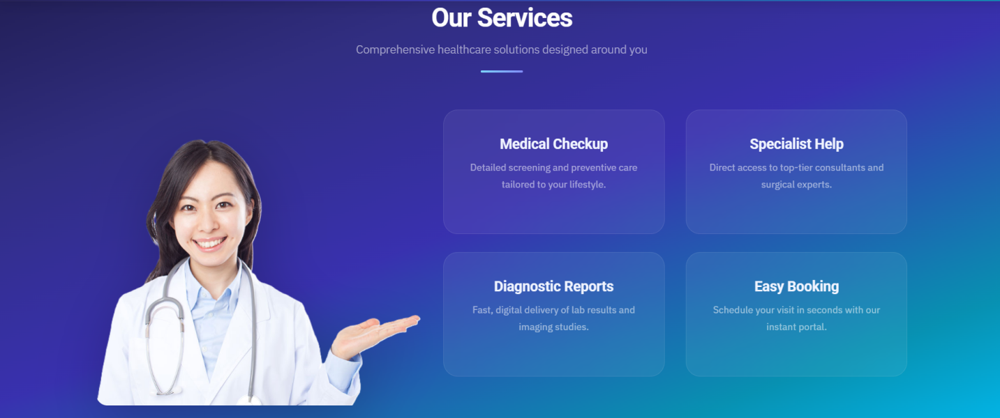 Our Services
Comprehensive healthcare solutions designed around you
Medical Checkup
Detailed screening and preventive care
tailored to your lifestyle.
Specialist Help
Direct access to top-tier consultants and
surgical experts.
Diagnostic Reports
Fast, digital delivery of lab results and
imaging studies.
Easy Booking
Schedule your visit in seconds with our
instant portal.